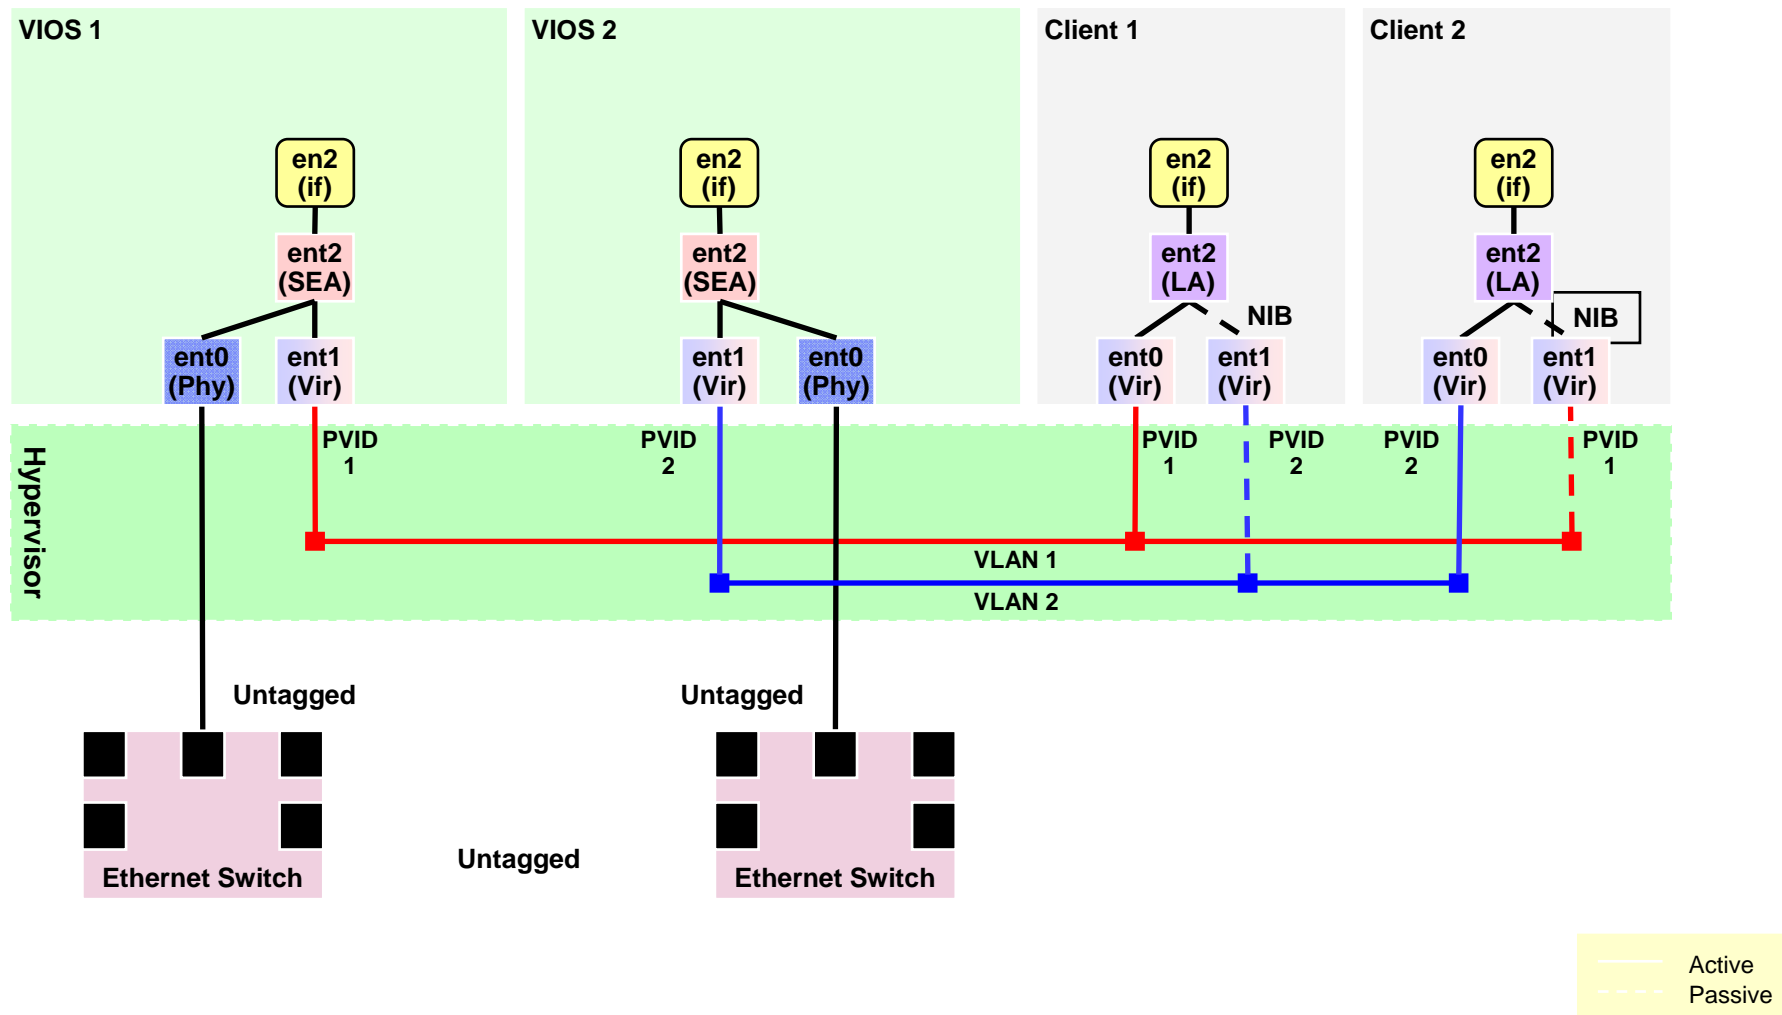 VIOS 1
VIOS 2
Client 1
Client 2
en2
(if)
en2
(if)
en2
(if)
en2
(if)
ent2
(SEA)
ent2
(SEA)
ent2
(LA)
ent2
(LA)
NIB
NIB
ent0
(Phy)
ent1
(Vir)
ent1
(Vir)
ent0
(Phy)
ent0
(Vir)
ent1
(Vir)
ent0
(Vir)
ent1
(Vir)
Hypervisor
PVID
1
PVID
2
PVID
1
PVID
2
PVID
2
PVID
1
VLAN 1
VLAN 2
Untagged
Untagged
Ethernet Switch
Untagged
Ethernet Switch
Active
Passive